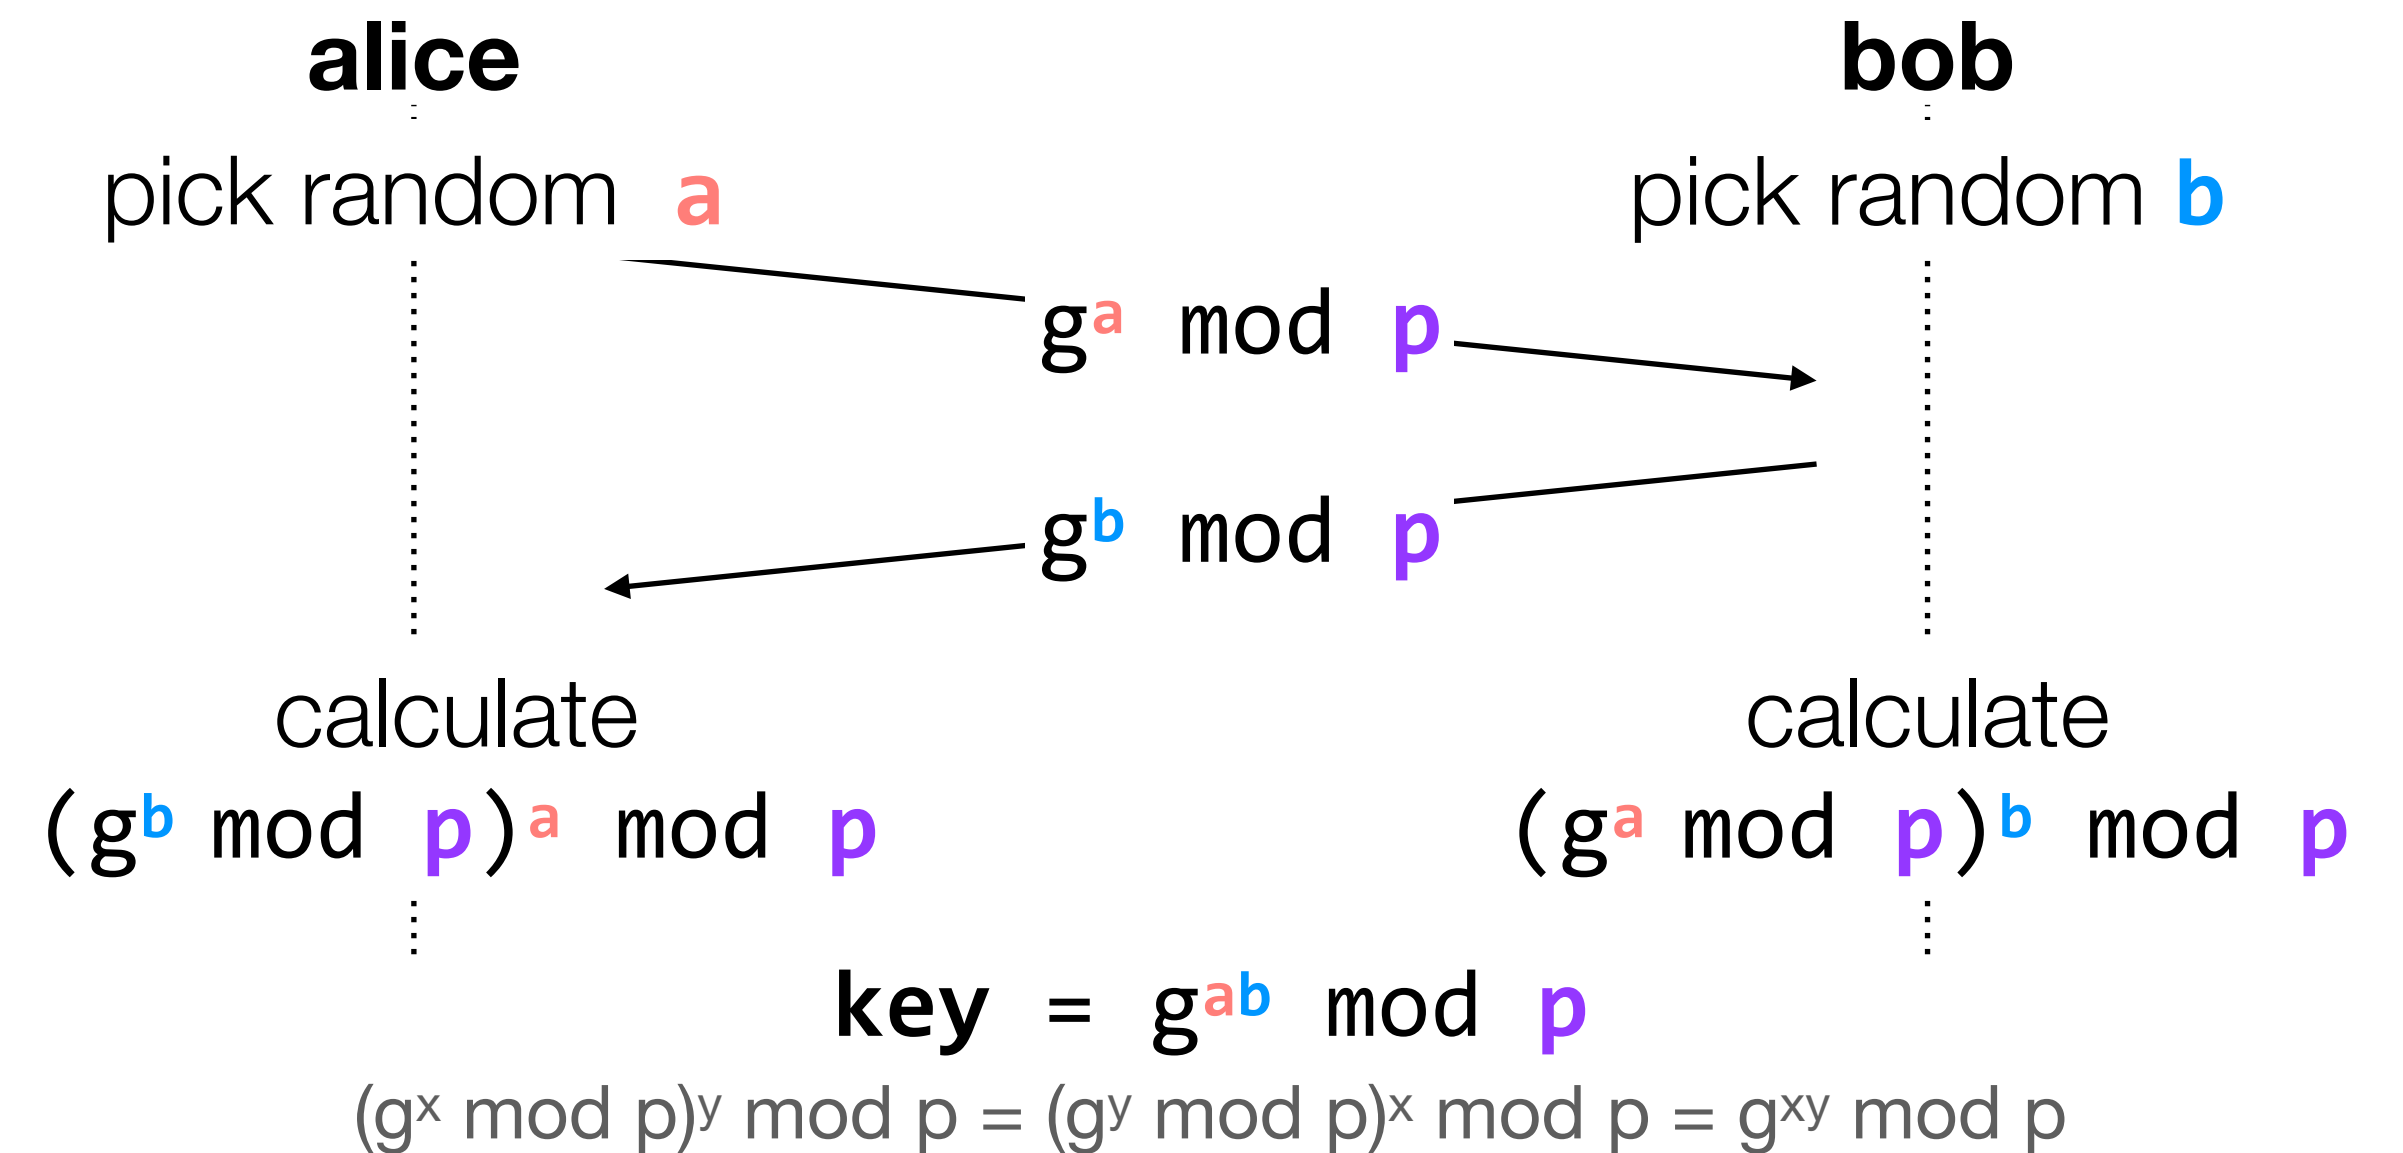 alice bob
pick random a pick random b
gᵃ mod p
gᵇ mod p
calculate calculate
(gᵇ mod p)ᵃ mod p (gᵃ mod p)ᵇ mod p
key = gᵃᵇ mod p
(gˣ mod p)ʸ mod p = (gʸ mod p)ˣ mod p = gˣʸ mod p